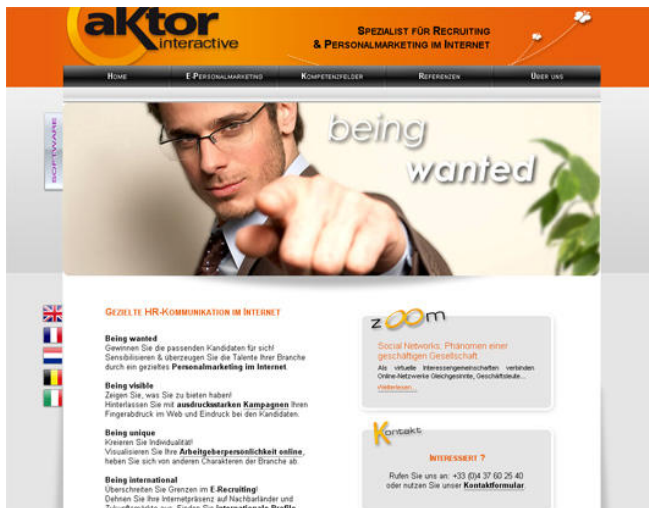 aktor
interactive
Spezialist für Recruiting
& Personalmarketing im Internet
Home E-Personalmarketing Kompetenzfelder Referenzen Über uns
SOFTWARE
being
wanted
Gezielte HR-Kommunikation im Internet
Being wanted
Gewinnen Sie die passenden Kandidaten für sich!
Sensibilisieren & überzeugen Sie die Talente Ihrer Branche
durch ein gezieltes Personalmarketing im Internet.
Being visible
Zeigen Sie, was Sie zu bieten haben!
Hinterlassen Sie mit ausdrucksstarken Kampagnen Ihren
Fingerabdruck im Web und Eindruck bei den Kandidaten.
Being unique
Kreieren Sie Individualität!
Visualisieren Sie Ihre Arbeitgeberpersönlichkeit online,
heben Sie sich von anderen Charakteren der Branche ab.
Being international
Überschreiten Sie Grenzen im E-Recruiting!
Dehnen Sie Ihre Internetpräsenz auf Nachbarländer und
zoom
Social Networks: Phänomen einer
geschäftigen Gesellschaft
Als virtuelle Interessengemeinschaften verbinden
Online-Netzwerke Gleichgesinnte, Geschäftsleute...
Weiterlesen...
Kontakt
Interessiert ?
Rufen Sie uns an: +33 (0)4 37 60 25 40
oder nutzen Sie unser Kontaktformular.